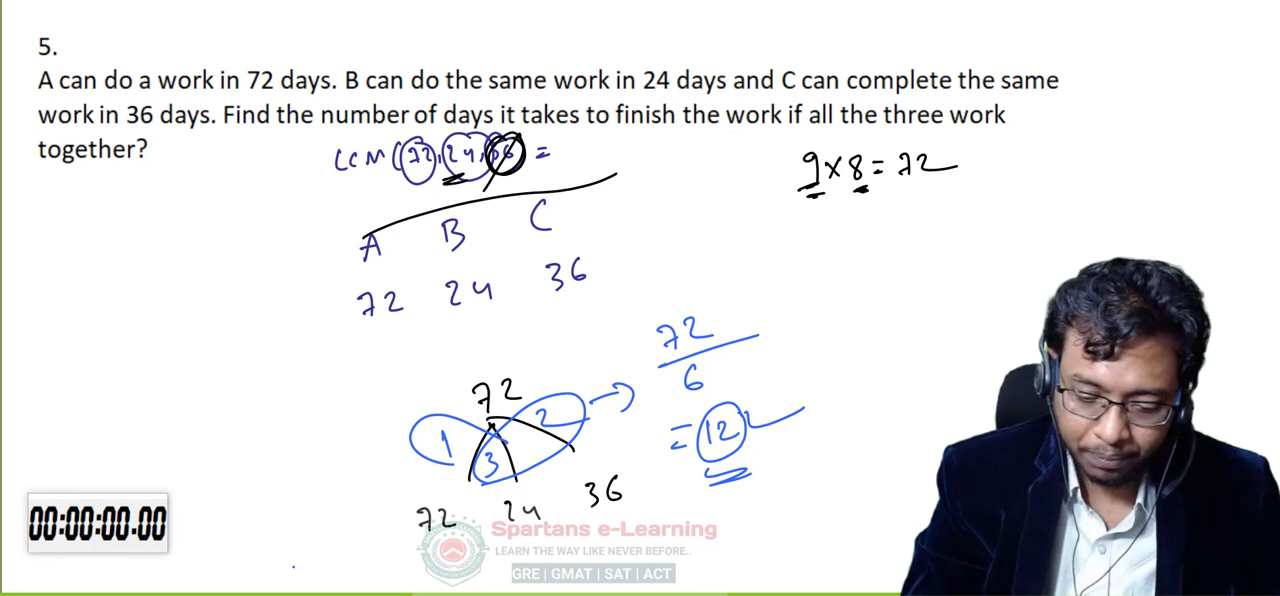 5.
A can do a work in 72 days. B can do the same work in 24 days and C can complete the same
work in 36 days. Find the number of days it takes to finish the work if all the three work
together?
LCM (72, 24, 36 =
9 × 8 = 72
A B C
72 24 36
72
6
= 12
72
1 3 2
72 24 36
00:00:00.00
Spartans e-Learning
LEARN THE WAY LIKE NEVER BEFORE..
GRE | GMAT | SAT | ACT